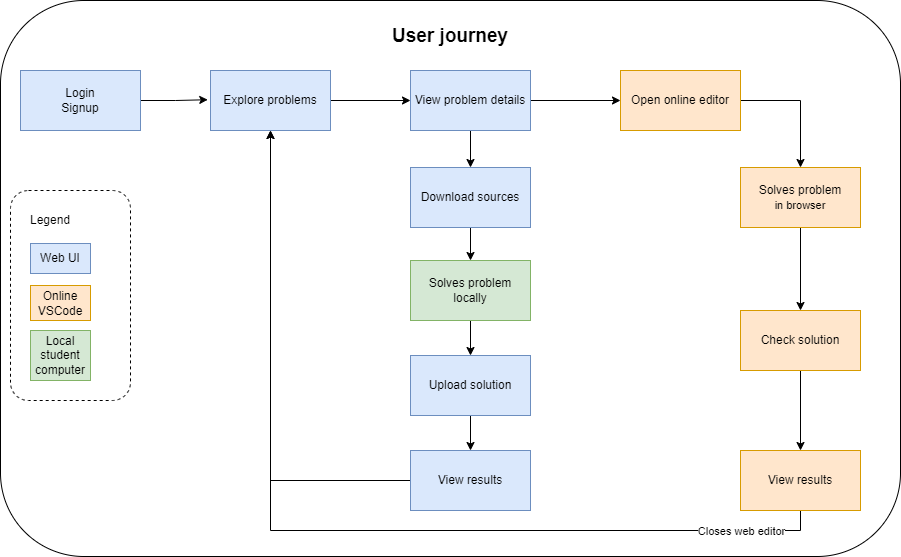 User journey
Login
Signup
Explore problems
View problem details
Open online editor
Download sources
Solves problem
in browser
Legend
Web UI
Online
VSCode
Local
student
computer
Solves problem
locally
Check solution
Upload solution
View results
View results
Closes web editor